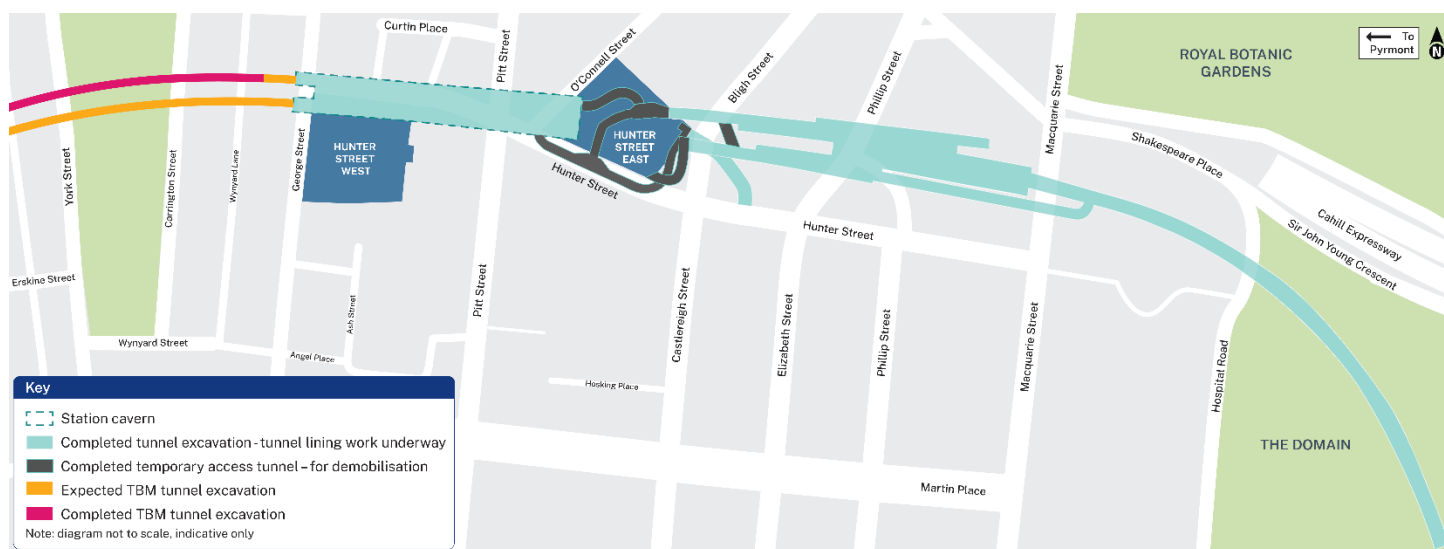 Curtin Place
Pitt Street
O'Connell Street
Bligh Street
Phillip Street
Macquarie Street
ROYAL BOTANIC
GARDENS
To
Pyrmont
N
York Street
Carrington Street
Wynyard Lane
George Street
HUNTER
STREET
WEST
HUNTER
STREET
EAST
Hunter Street
Shakespeare Place
Cahill Expressway
Sir John Young Crescent
Hunter Street
Erskine Street
Ash Street
Pitt Street
Castlereigh Street
Elizabeth Street
Phillip Street
Macquarie Street
Hospital Road
Wynyard Street
Angel Place
Hosking Place
THE DOMAIN
Martin Place
Key
Station cavern
Completed tunnel excavation - tunnel lining work underway
Completed temporary access tunnel – for demobilisation
Expected TBM tunnel excavation
Completed TBM tunnel excavation
Note: diagram not to scale, indicative only